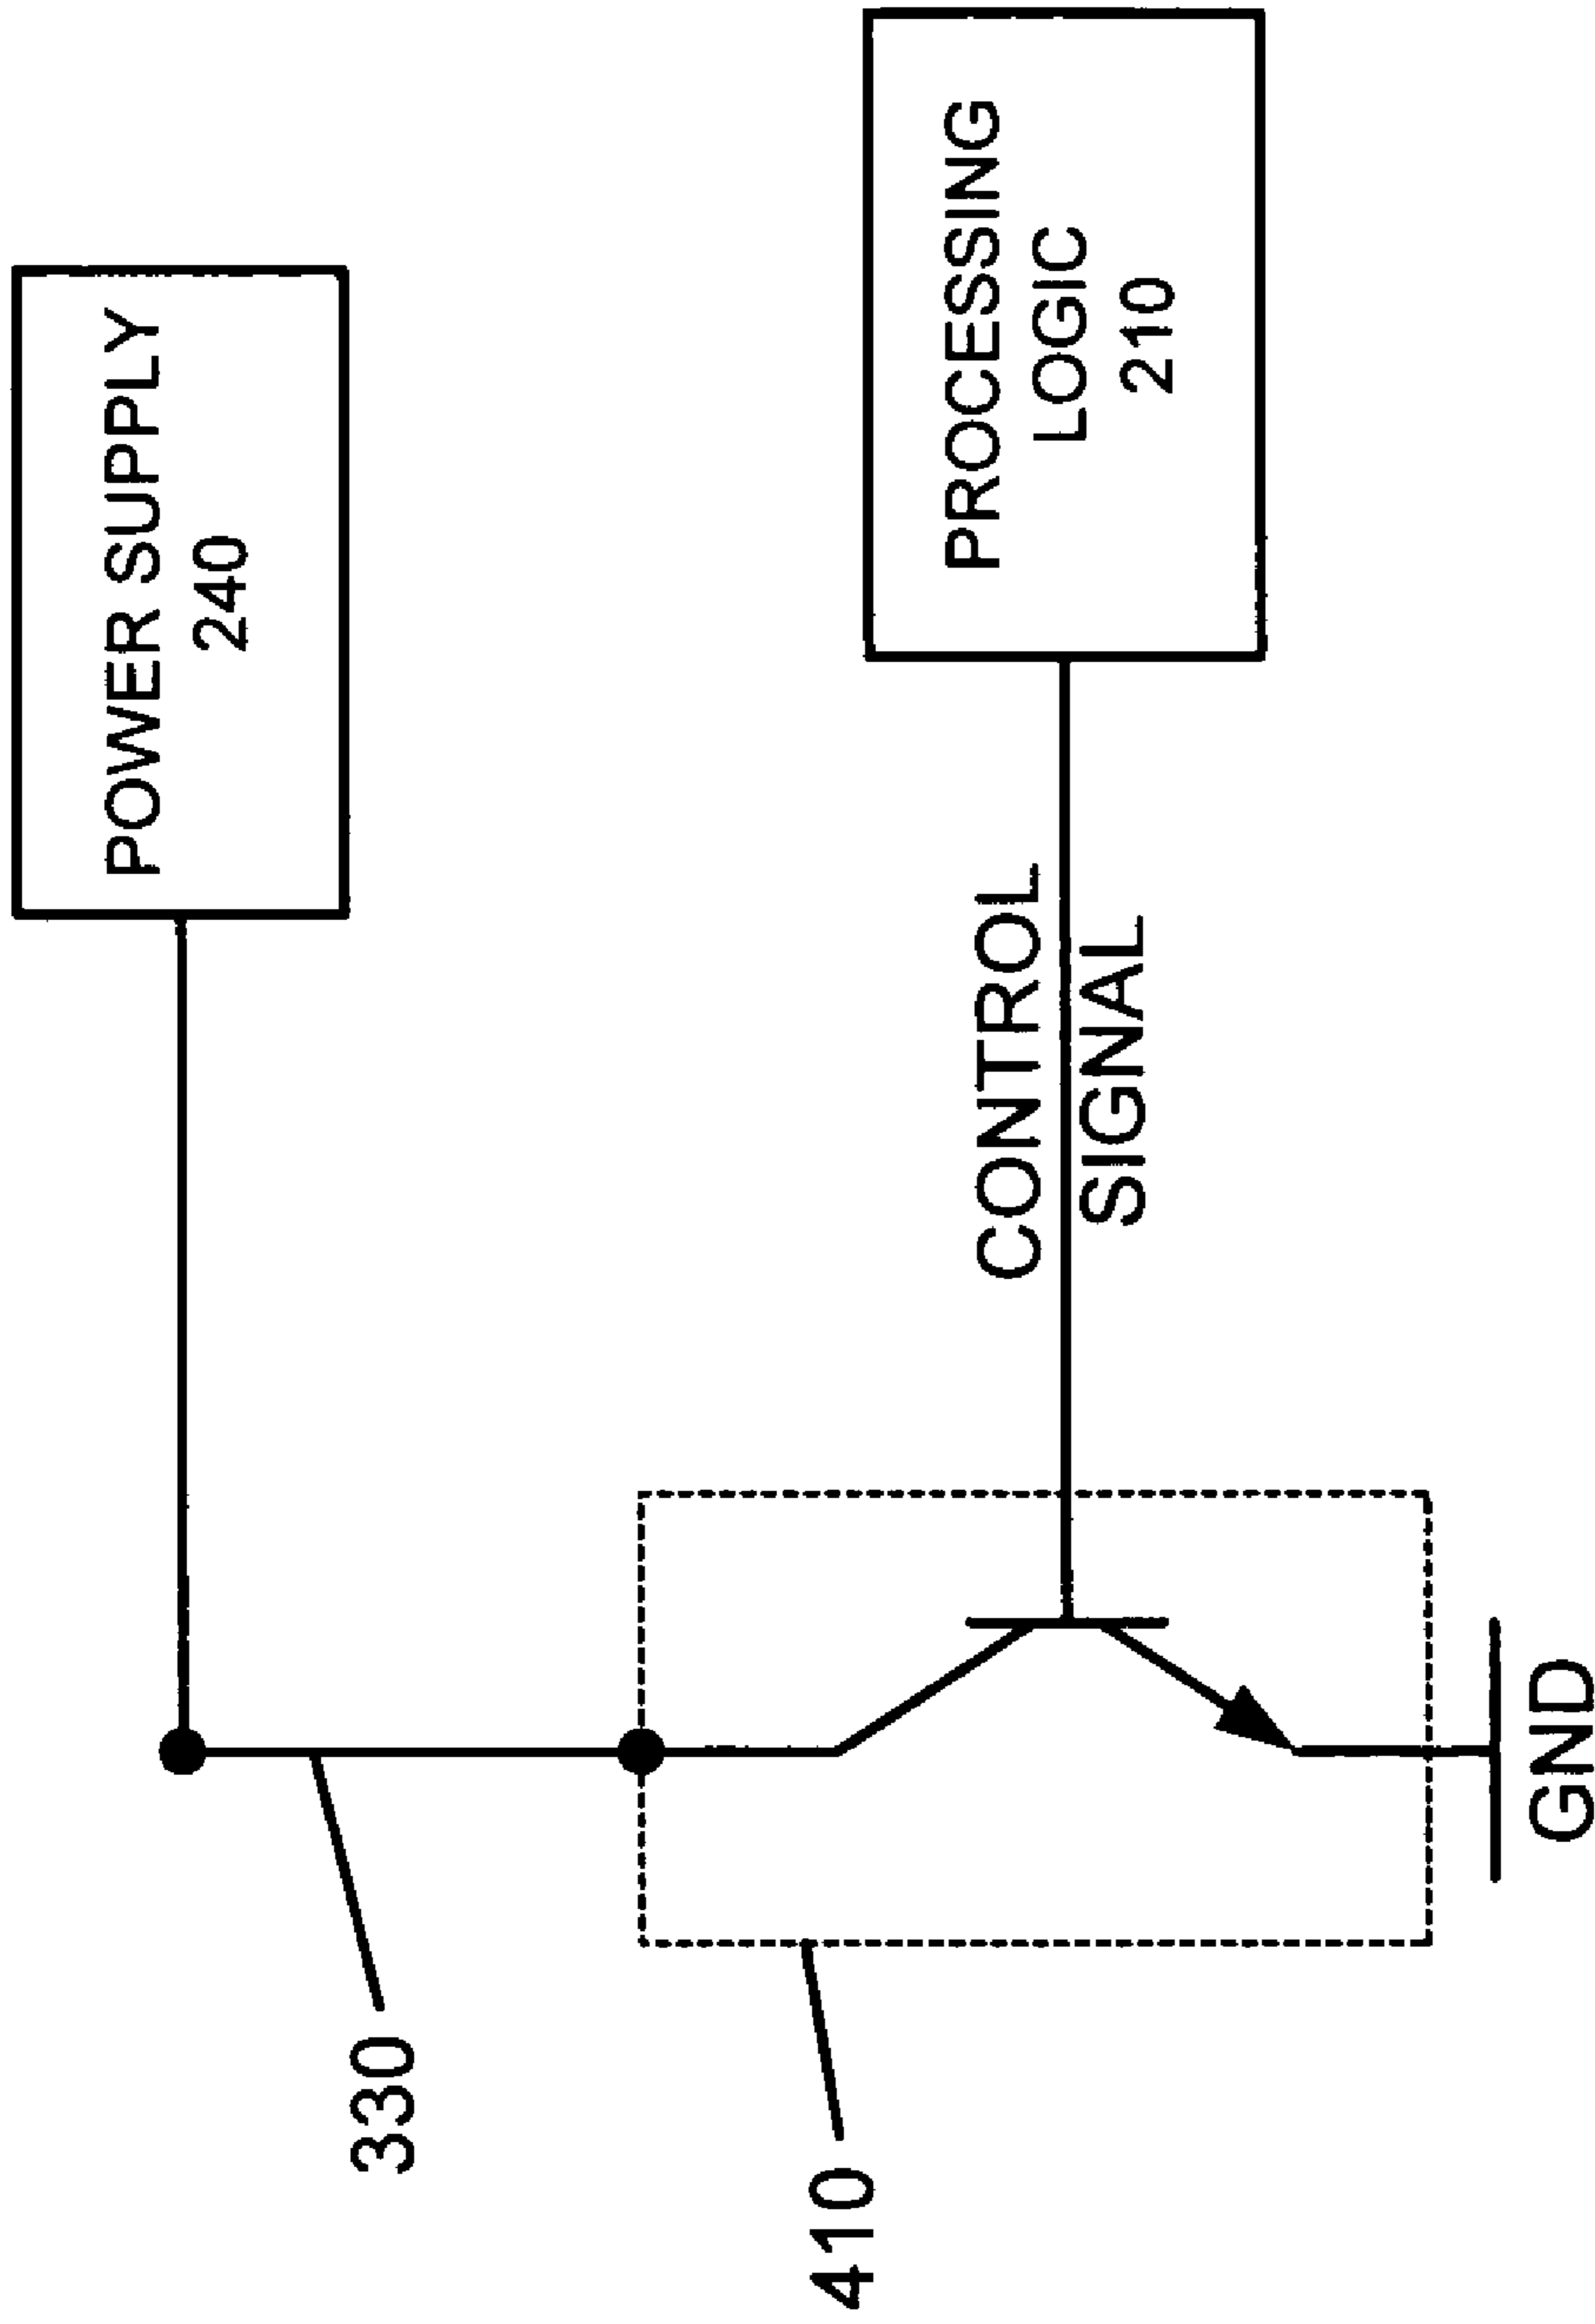 POWER SUPPLY
240
PROCESSING
LOGIC
210
CONTROL
SIGNAL
330
410
GND